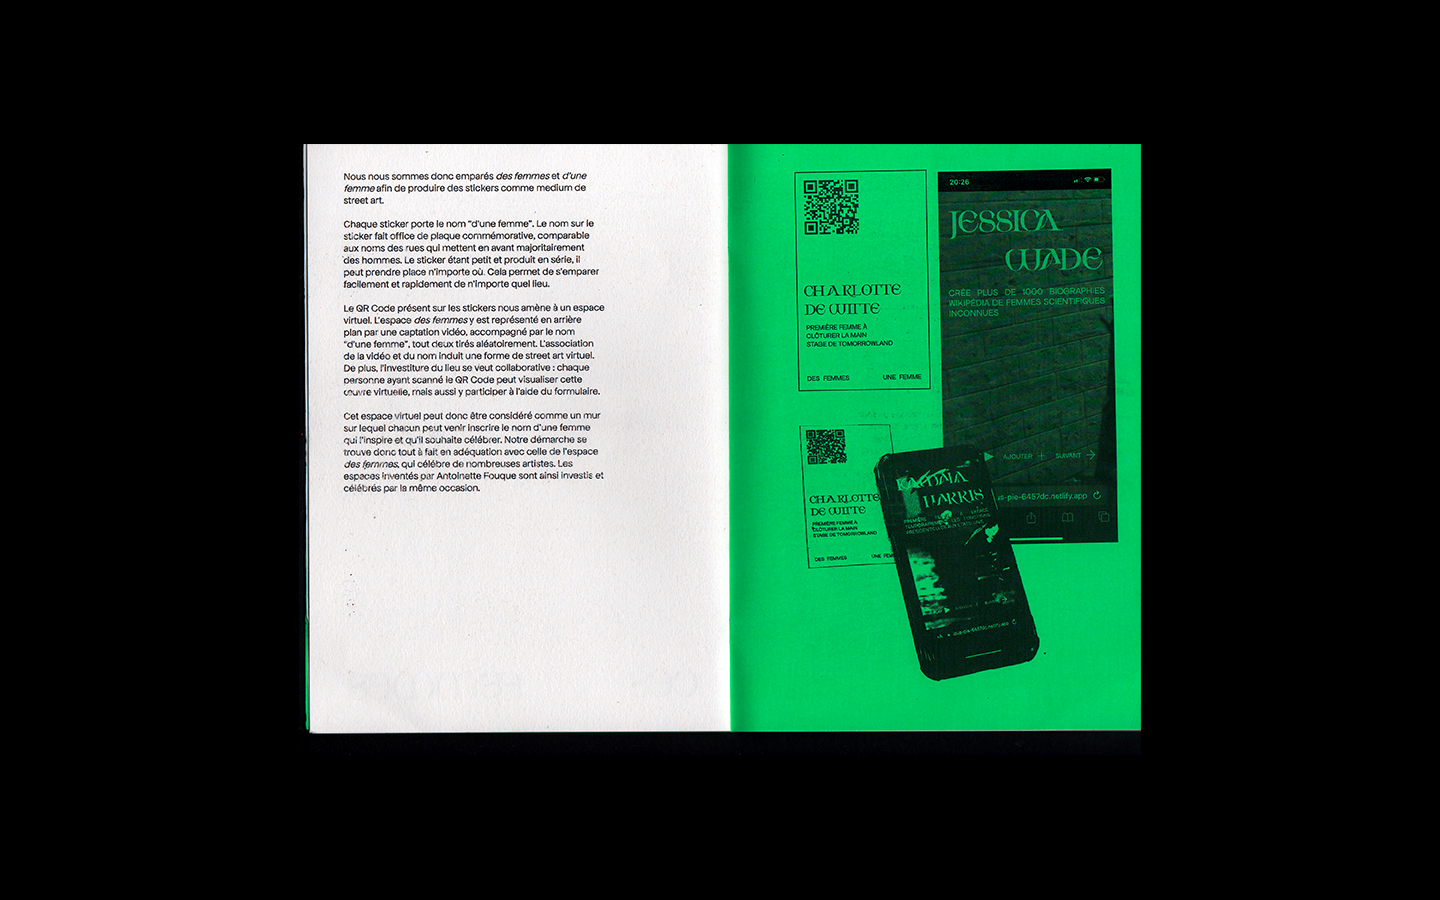 Nous nous sommes donc emparés des femmes et d'une
femme afin de produire des stickers comme medium de
street art.
Chaque sticker porte le nom "d'une femme". Le nom sur le
sticker fait office de plaque commémorative, comparable
aux noms des rues qui mettent en avant majoritairement
des hommes. Le sticker étant petit et produit en série, il
peut prendre place n'importe où. Cela permet de s'emparer
facilement et rapidement de n'importe quel lieu.
Le QR Code présent sur les stickers nous amène à un espace
virtuel. L'espace des femmes y est représenté en arrière
plan par une captation vidéo, accompagné par le nom
"d'une femme", tout deux tirés aléatoirement. L'association
de la vidéo et du nom induit une forme de street art virtuel.
De plus, l'investiture du lieu se veut collaborative : chaque
personne ayant scanné le QR Code peut visualiser cette
œuvre virtuelle, mais aussi y participer à l'aide du formulaire.
Cet espace virtuel peut donc être considéré comme un mur
sur lequel chacun peut venir inscrire le nom d'une femme
qui l'inspire et qu'il souhaite célébrer. Notre démarche se
trouve donc tout à fait en adéquation avec celle de l'espace
des femmes, qui célèbre de nombreuses artistes. Les
espaces inventés par Antoinette Fouque sont ainsi investis et
célébrés par la même occasion.
CHARLOTTE
DE WITTE
PREMIÈRE FEMME À
CLÔTURER LA MAIN
STAGE DE TOMORROWLAND
DES FEMMES UNE FEMME
20:26
JESSICA
WADE
CRÉE PLUS DE 1000 BIOGRAPHIES
WIKIPÉDIA DE FEMMES SCIENTIFIQUES
INCONNUES
AJOUTER + SUIVANT →
us-pie-6457dc.netlify.app
CHARLOTTE
DE WITTE
PREMIÈRE FEMME À
CLÔTURER LA MAIN
STAGE DE TOMORROWLAND
DES FEMMES UNE FEM
HARRIS